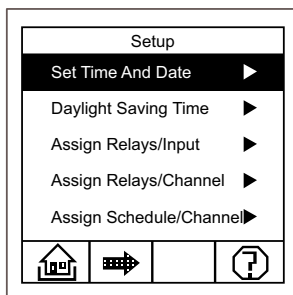 Setup
Set Time And Date ▶
Daylight Saving Time ▶
Assign Relays/Input ▶
Assign Relays/Channel ▶
Assign Schedule/Channel▶
?